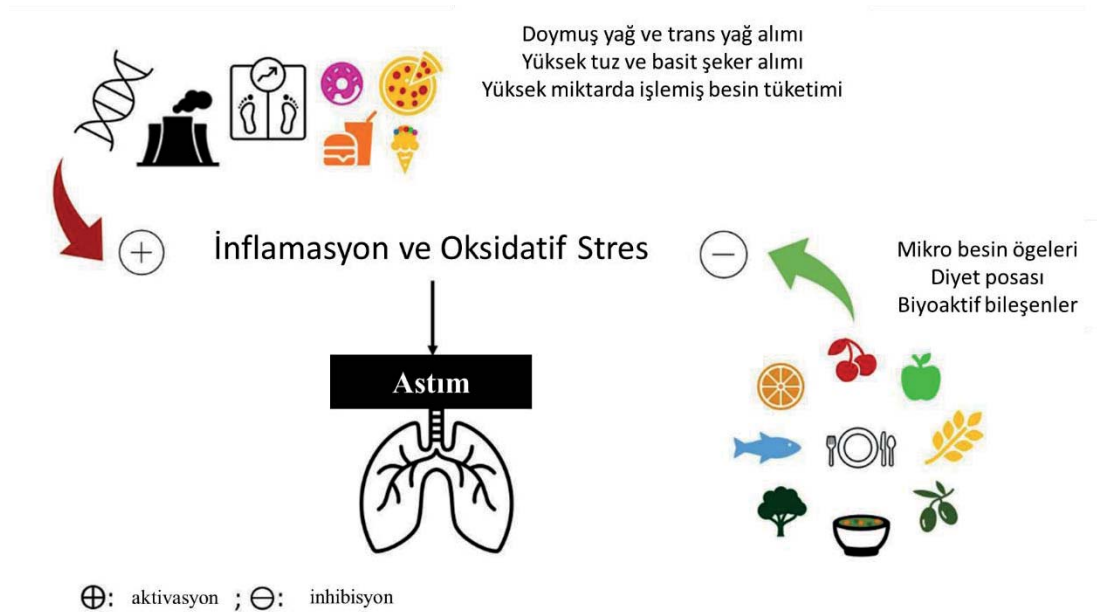 Doymuş yağ ve trans yağ alımı
Yüksek tuz ve basit şeker alımı
Yüksek miktarda işlemiş besin tüketimi
İnflamasyon ve Oksidatif Stres
Mikro besin ögeleri
Diyet posası
Biyoaktif bileşenler
Astım
⊕: aktivasyon ; ⊖: inhibisyon